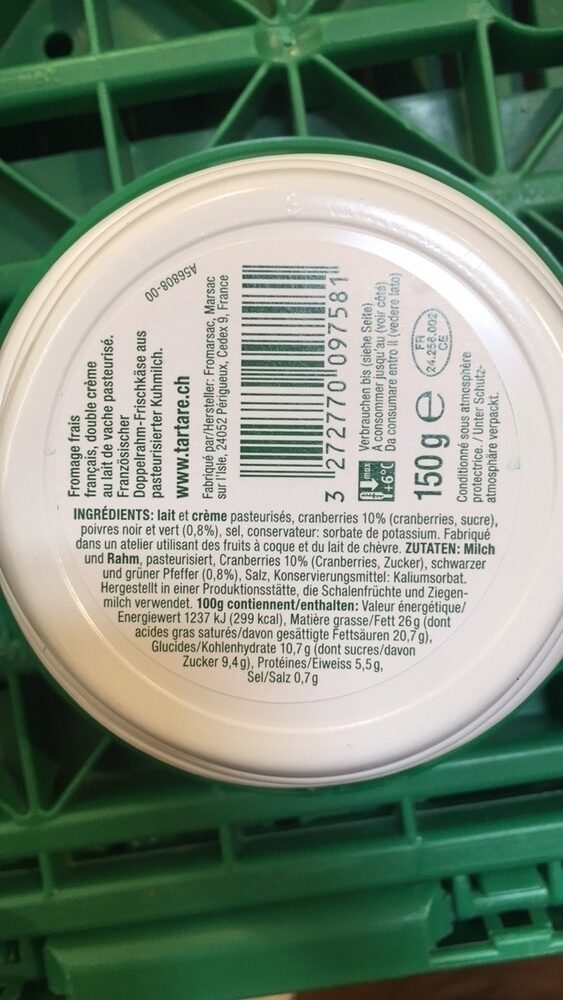 A56808-00
Fromage frais
français, double crème
au lait de vache pasteurisé.
Französischer
Doppelrahm-Frischkäse aus
pasteurisierter Kuhmilch.
www.tartare.ch
Fabriqué par/Hersteller: Fromarsac, Marsac
sur l'Isle, 24052 Périgueux, Cedex 9, France
3 272770 097581
max
+6°C
Verbrauchen bis (siehe Seite)
A consommer jusqu'au (voir côté)
Da consumare entro il (vedere lato)
150 g e
FR
24.256.002
CE
Conditionné sous atmosphère
protectrice. / Unter Schutz-
atmosphäre verpackt.
INGRÉDIENTS: lait et crème pasteurisés, cranberries 10% (cranberries, sucre),
poivres noir et vert (0,8%), sel, conservateur: sorbate de potassium. Fabriqué
dans un atelier utilisant des fruits à coque et du lait de chèvre. ZUTATEN: Milch
und Rahm, pasteurisiert, Cranberries 10% (Cranberries, Zucker), schwarzer
und grüner Pfeffer (0,8%), Salz, Konservierungsmittel: Kaliumsorbat.
Hergestellt in einer Produktionsstätte, die Schalenfrüchte und Ziegen-
milch verwendet. 100g contiennent/enthalten: Valeur énergétique/
Energiewert 1237 kJ (299 kcal), Matière grasse/Fett 26 g (dont
acides gras saturés/davon gesättigte Fettsäuren 20,7 g),
Glucides/Kohlenhydrate 10,7 g (dont sucres/davon
Zucker 9,4 g), Protéines/Eiweiss 5,5 g,
Sel/Salz 0,7 g